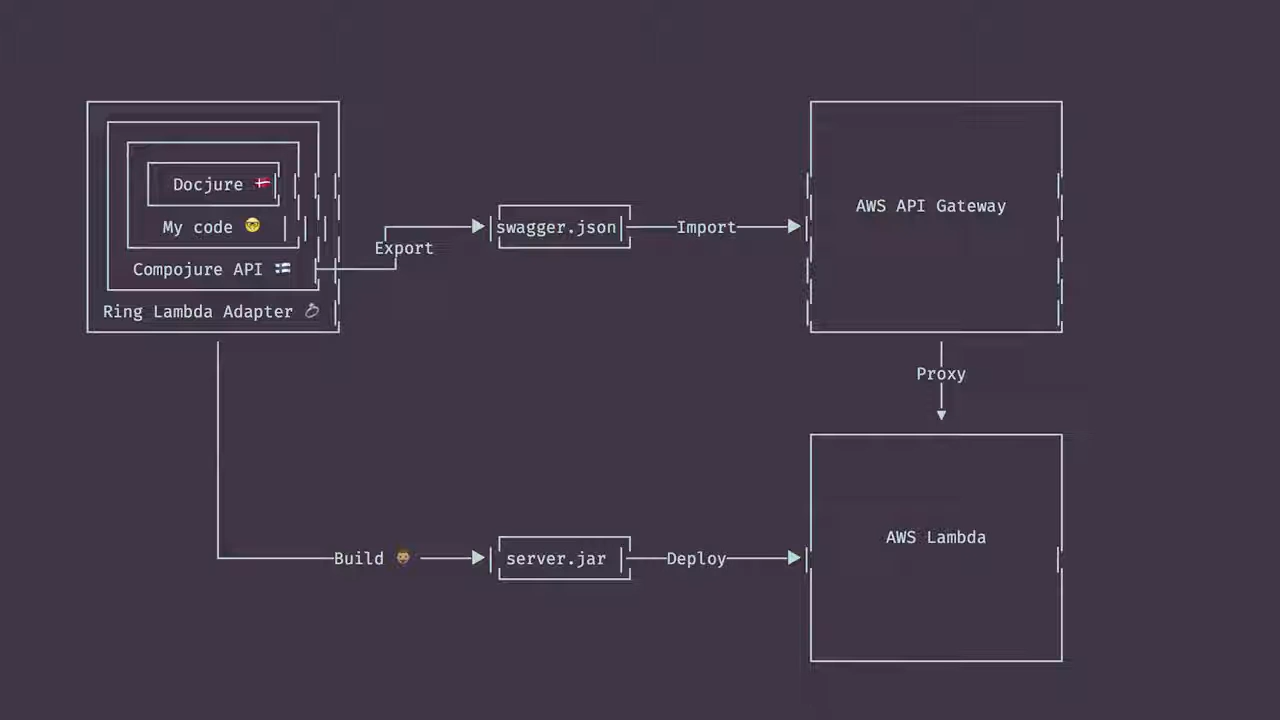 Docjure 🇩🇰
My code 🤓
Compojure API 🇫🇮
Ring Lambda Adapter 💍
Export
swagger.json
Import
AWS API Gateway
Proxy
Build 👨🏽
server.jar
Deploy
AWS Lambda